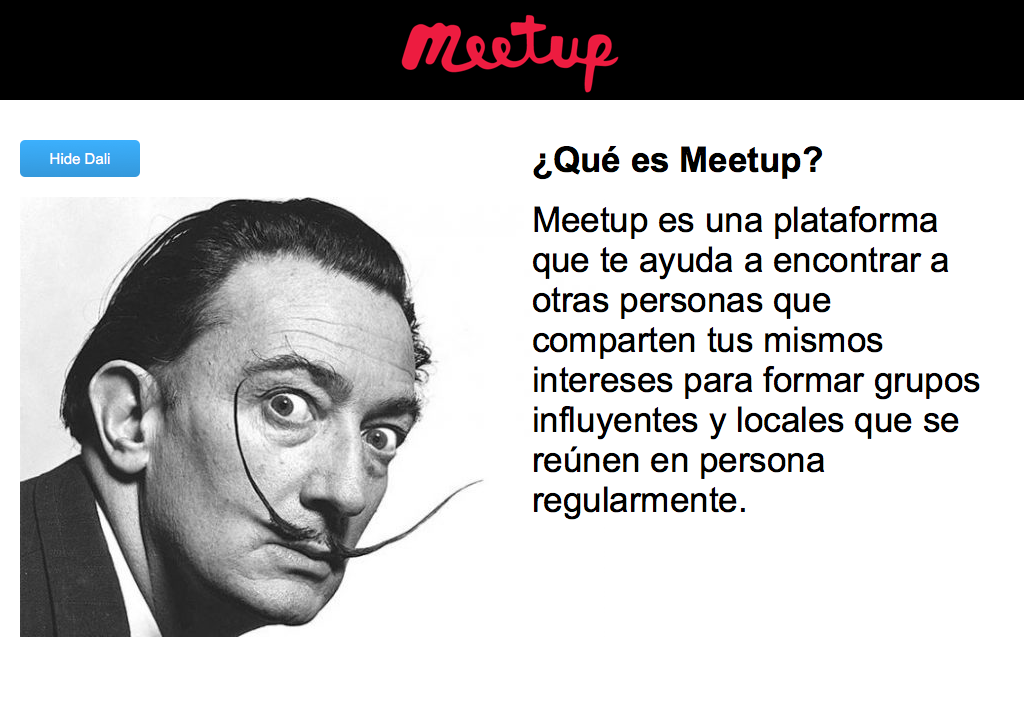 meetup
Hide Dali
¿Qué es Meetup?
Meetup es una plataforma
que te ayuda a encontrar a
otras personas que
comparten tus mismos
intereses para formar grupos
influyentes y locales que se
reúnen en persona
regularmente.